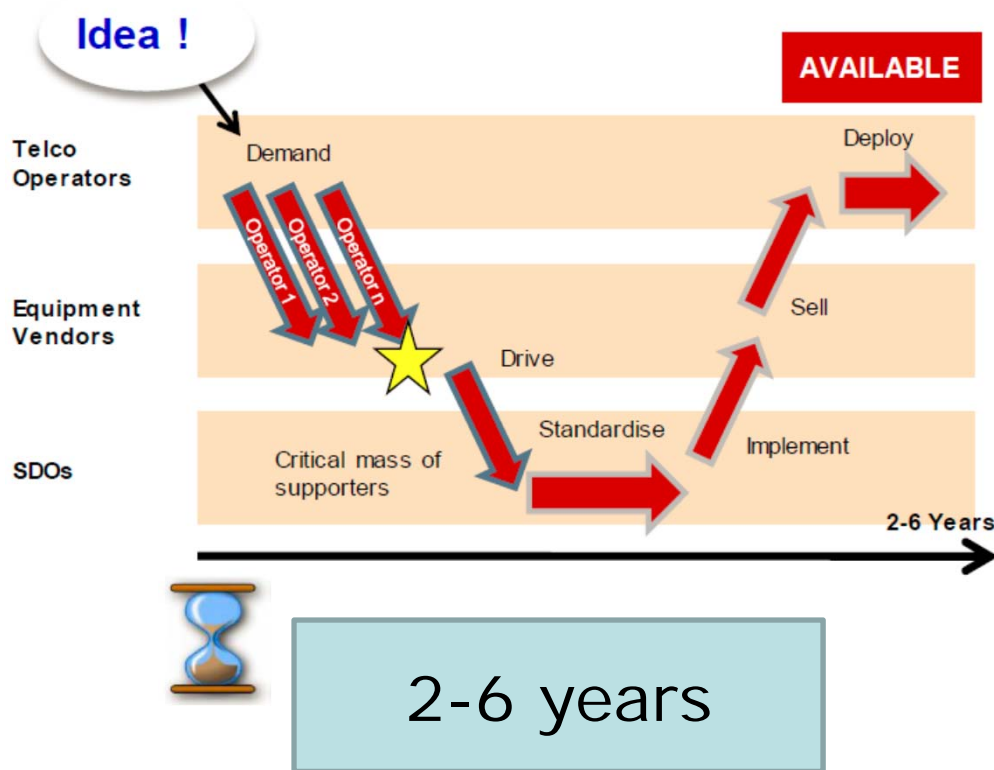 Idea !
AVAILABLE
Telco
Operators
Demand
Deploy
Operator 1
Operator 2
Operator n
Equipment
Vendors
Sell
Drive
Standardise
SDOs
Critical mass of
supporters
Implement
2-6 Years
2-6 years